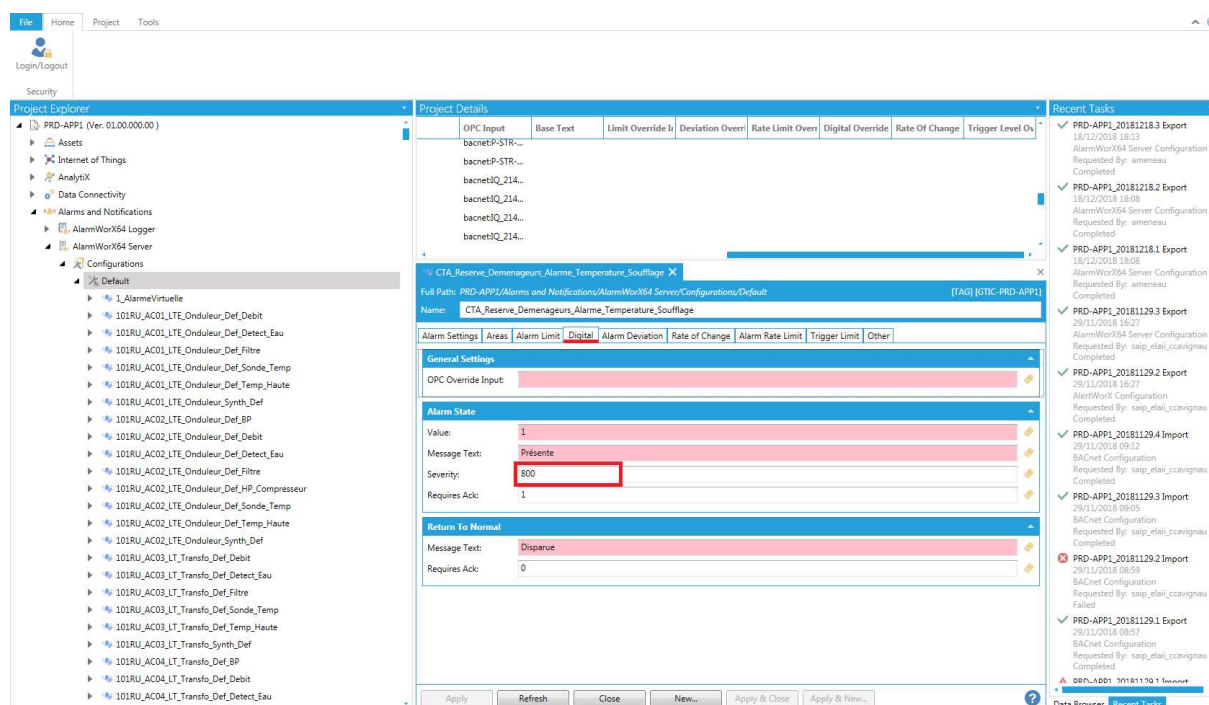 File Home Project Tools
Login/Logout
Security
Project Explorer
PRD-APP1 (Ver. 01.00.000.00 )
Assets
Internet of Things
AnalytiX
Data Connectivity
Alarms and Notifications
AlarmWorX64 Logger
AlarmWorX64 Server
Configurations
Default
1_AlarmeVirtuelle
101RU_AC01_LTE_Onduleur_Def_Debit
101RU_AC01_LTE_Onduleur_Def_Detect_Eau
101RU_AC01_LTE_Onduleur_Def_Filtre
101RU_AC01_LTE_Onduleur_Def_Sonde_Temp
101RU_AC01_LTE_Onduleur_Def_Temp_Haute
101RU_AC01_LTE_Onduleur_Synth_Def
101RU_AC02_LTE_Onduleur_Def_BP
101RU_AC02_LTE_Onduleur_Def_Debit
101RU_AC02_LTE_Onduleur_Def_Detect_Eau
101RU_AC02_LTE_Onduleur_Def_Filtre
101RU_AC02_LTE_Onduleur_Def_HP_Compresseur
101RU_AC02_LTE_Onduleur_Def_Sonde_Temp
101RU_AC02_LTE_Onduleur_Def_Temp_Haute
101RU_AC02_LTE_Onduleur_Synth_Def
101RU_AC03_LT_Transfo_Def_Debit
101RU_AC03_LT_Transfo_Def_Detect_Eau
101RU_AC03_LT_Transfo_Def_Filtre
101RU_AC03_LT_Transfo_Def_Sonde_Temp
101RU_AC03_LT_Transfo_Def_Temp_Haute
101RU_AC03_LT_Transfo_Synth_Def
101RU_AC04_LT_Transfo_Def_BP
101RU_AC04_LT_Transfo_Def_Debit
101RU_AC04_LT_Transfo_Def_Detect_Eau
Project Details
OPC Input Base Text Limit Override I Deviation Overri Rate Limit Overr Digital Override Rate Of Change Trigger Level Ov
bacnet:P-STR-...
bacnet:P-STR-...
bacnet:IQ_214...
bacnet:IQ_214...
bacnet:IQ_214...
bacnet:IQ_214...
CTA_Reserve_Demenageurs_Alarme_Temperature_Soufflage
Full Path: PRD-APP1/Alarms and Notifications/AlarmWorX64 Server/Configurations/Default [TAG] [GTIC-PRD-APP1]
Name: CTA_Reserve_Demenageurs_Alarme_Temperature_Soufflage
Alarm Settings Areas Alarm Limit Digital Alarm Deviation Rate of Change Alarm Rate Limit Trigger Limit Other
General Settings
OPC Override Input:
Alarm State
Value: 1
Message Text: Présente
Severity: 800
Requires Ack: 1
Return To Normal
Message Text: Disparue
Requires Ack: 0
Apply Refresh Close New... Apply & Close Apply & New...
Recent Tasks
PRD-APP1_20181218.3 Export
18/12/2018 18:13
AlarmWorX64 Server Configuration
Requested By: ameneau
Completed
PRD-APP1_20181218.2 Export
18/12/2018 18:08
AlarmWorX64 Server Configuration
Requested By: ameneau
Completed
PRD-APP1_20181218.1 Export
18/12/2018 18:08
AlarmWorX64 Server Configuration
Requested By: ameneau
Completed
PRD-APP1_20181129.3 Export
29/11/2018 16:27
AlarmWorX64 Server Configuration
Requested By: saip_elaii_ccavignau
Completed
PRD-APP1_20181129.2 Export
29/11/2018 16:27
AlertWorX Configuration
Requested By: saip_elaii_ccavignau
Completed
PRD-APP1_20181129.4 Import
29/11/2018 09:12
BACnet Configuration
Requested By: saip_elaii_ccavignau
Completed
PRD-APP1_20181129.3 Import
29/11/2018 09:05
BACnet Configuration
Requested By: saip_elaii_ccavignau
Completed
PRD-APP1_20181129.2 Import
29/11/2018 08:59
BACnet Configuration
Requested By: saip_elaii_ccavignau
Failed
PRD-APP1_20181129.1 Export
29/11/2018 08:57
BACnet Configuration
Requested By: saip_elaii_ccavignau
Completed
PRD-APP1_20181129.1 Import
Data Browser Recent Tasks